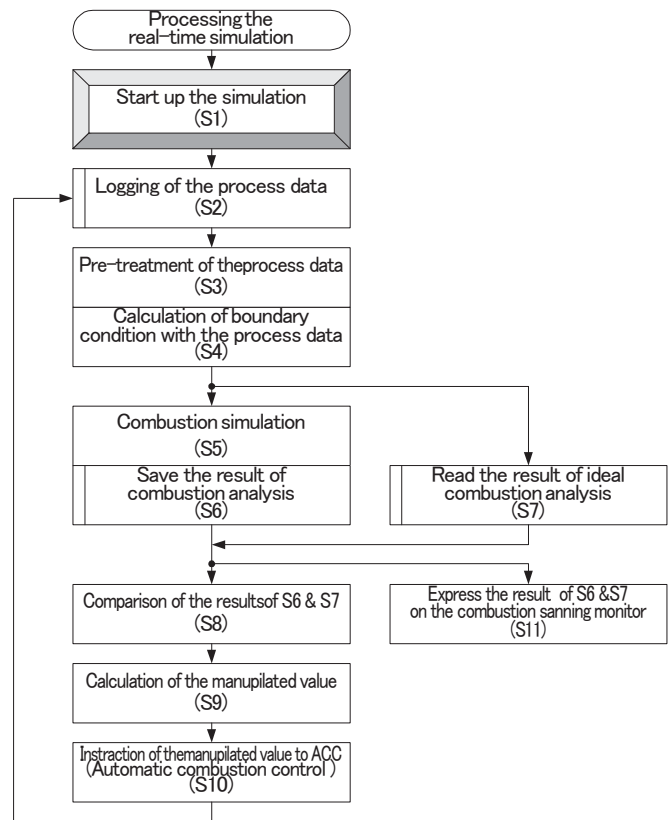 Processing the
real-time simulation
Start up the simulation
(S1)
Logging of the process data
(S2)
Pre-treatment of theprocess data
(S3)
Calculation of boundary
condition with the process data
(S4)
Combustion simulation
(S5)
Save the result of
combustion analysis
(S6)
Read the result of ideal
combustion analysis
(S7)
Comparison of the resultsof S6 & S7
(S8)
Express the result of S6 &S7
on the combustion sanning monitor
(S11)
Calculation of the manupilated value
(S9)
Instraction of themanupilated value to ACC
(Automatic combustion control)
(S10)